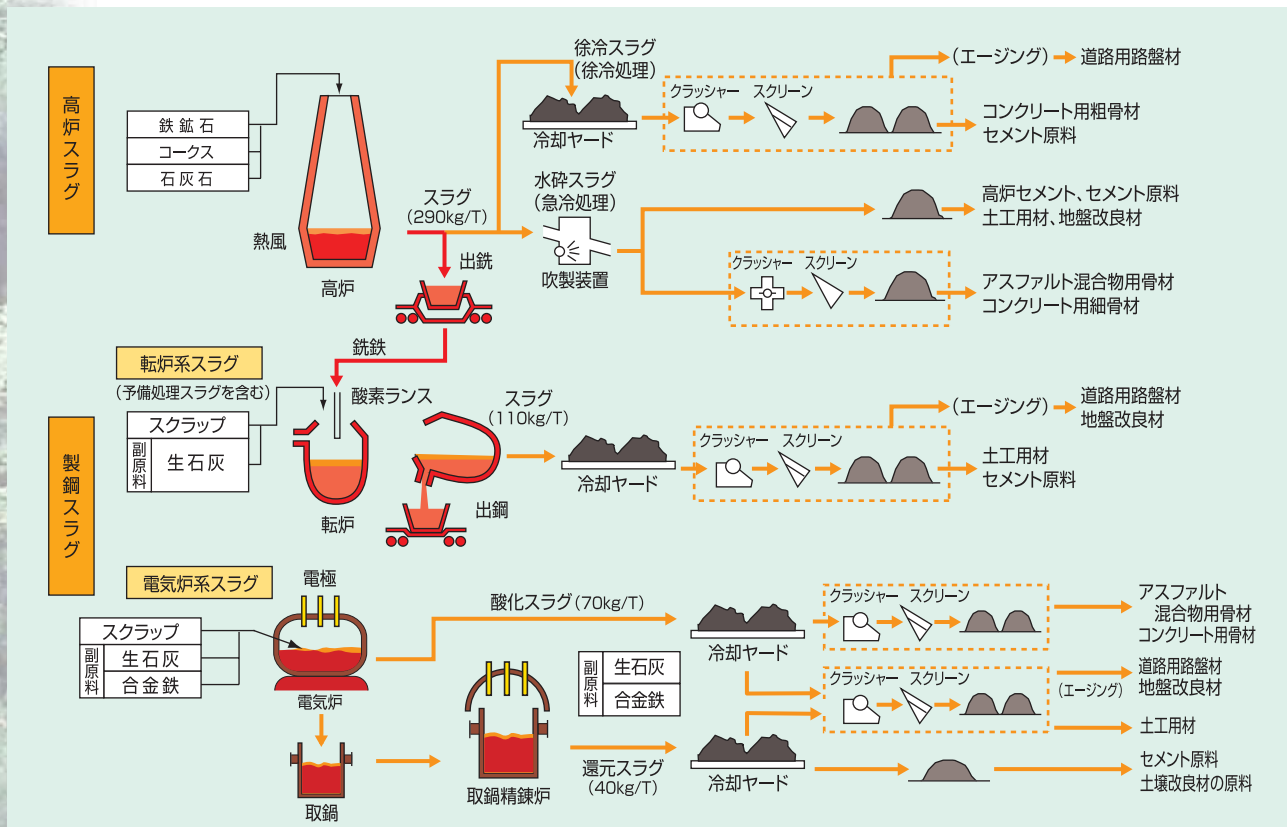 高炉スラグ
鉄鉱石
コークス
石灰石
熱風
高炉
スラグ
(290kg/T)
出銑
徐冷スラグ
(徐冷処理)
冷却ヤード
クラッシャー
スクリーン
(エージング)
道路用路盤材
コンクリート用粗骨材
セメント原料
水砕スラグ
(急冷処理)
吹製装置
高炉セメント、セメント原料
土工用材、地盤改良材
クラッシャー
スクリーン
アスファルト混合物用骨材
コンクリート用細骨材
銑鉄
製鋼スラグ
転炉系スラグ
(予備処理スラグを含む)
スクラップ
副原料
生石灰
酸素ランス
転炉
スラグ
(110kg/T)
出鋼
冷却ヤード
クラッシャー
スクリーン
(エージング)
道路用路盤材
地盤改良材
土工用材
セメント原料
電気炉系スラグ
スクラップ
副原料
生石灰
合金鉄
電極
電気炉
取鍋
酸化スラグ(70kg/T)
副原料
生石灰
合金鉄
取鍋精錬炉
還元スラグ
(40kg/T)
冷却ヤード
クラッシャー
スクリーン
アスファルト
混合物用骨材
コンクリート用骨材
クラッシャー
スクリーン
(エージング)
道路用路盤材
地盤改良材
土工用材
冷却ヤード
セメント原料
土壌改良材の原料